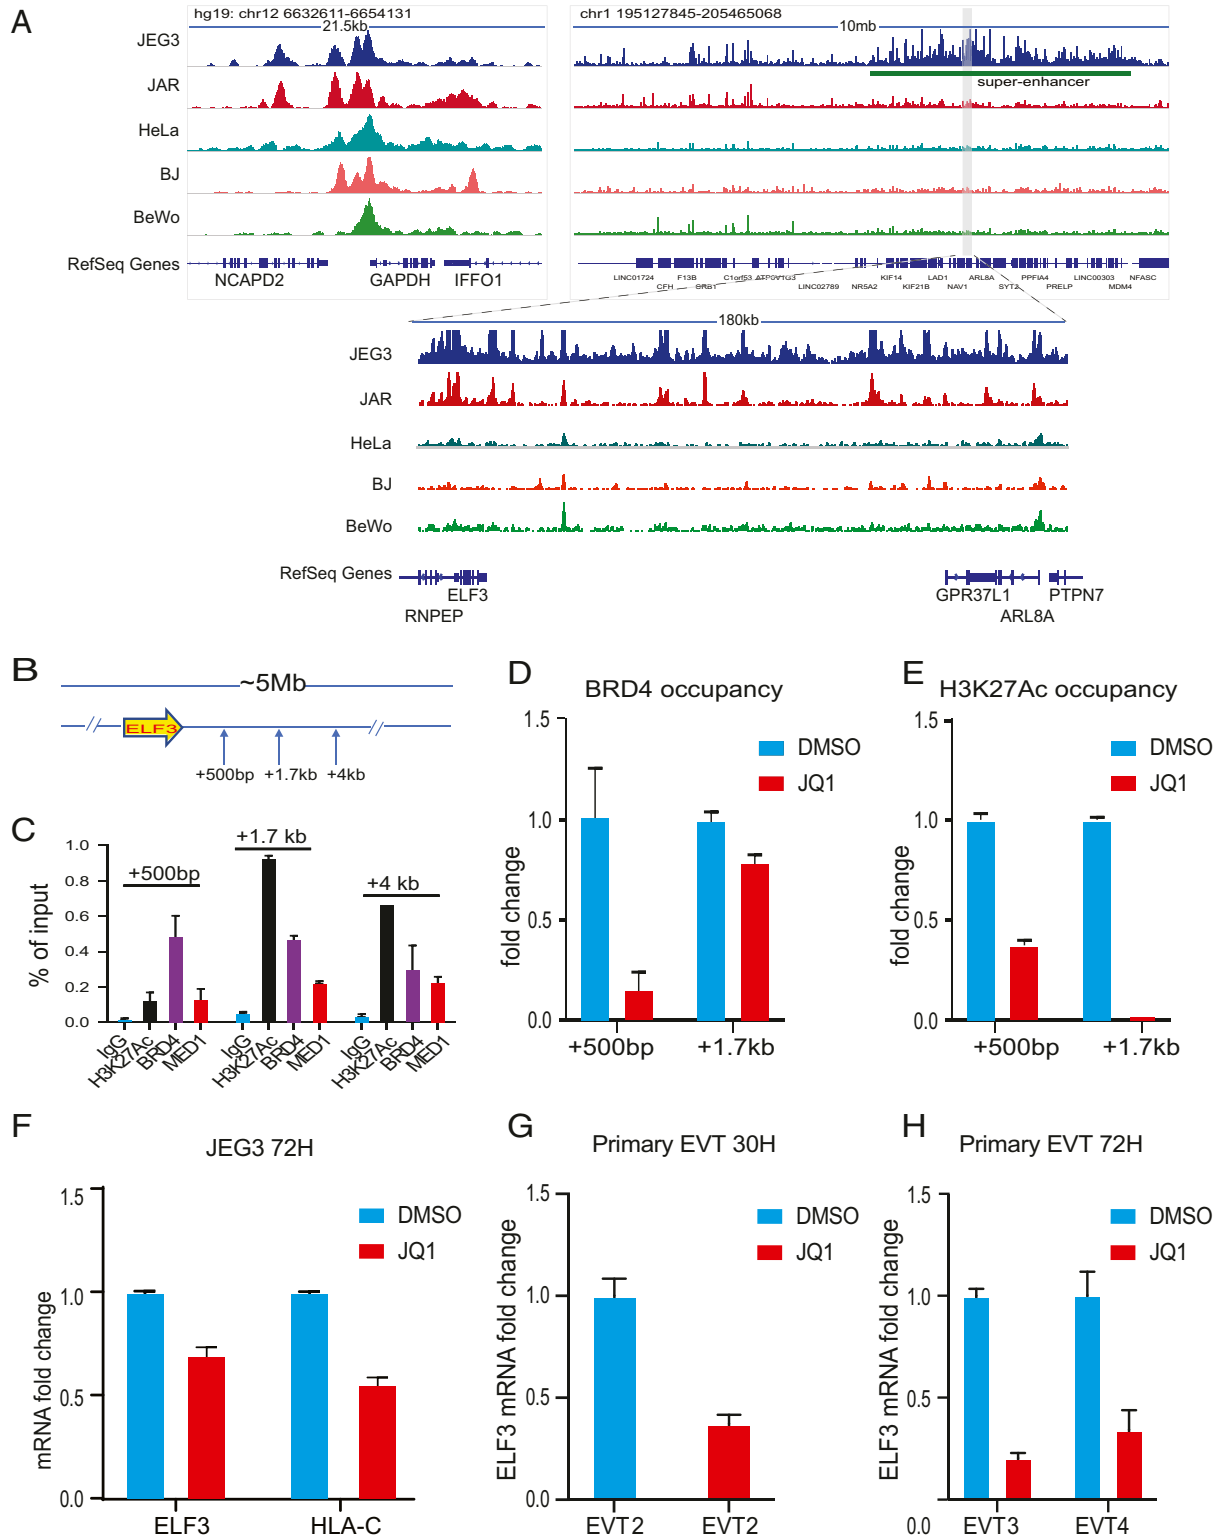 A
hg19: chr12 6632611-6654131
21.5kb
chr1 195127845-205465068
10mb
JEG3
JAR
HeLa
BJ
BeWo
super-enhancer
RefSeq Genes
NCAPD2 GAPDH IFFO1
LINC01724 F13B C1orf53 ATP6V1G3 KIF14 LAD1 ARL8A PPFIA4 LINC00303 NFASC
CFH CRB1 LINC02789 NR5A2 KIF21B NAV1 SYT2 PRELP MDM4
180kb
JEG3
JAR
HeLa
BJ
BeWo
RefSeq Genes
ELF3 GPR37L1 PTPN7
RNPEP ARL8A
B
~5Mb
ELF3
+500bp +1.7kb +4kb
C
% of input
1.0
0.8
0.6
0.4
0.2
0.0
+500bp
+1.7 kb
+4 kb
IgG H3K27Ac BRD4 MED1 IgG H3K27Ac BRD4 MED1 IgG H3K27Ac BRD4 MED1
D
BRD4 occupancy
fold change
1.5
1.0
0.5
0.0
DMSO
JQ1
+500bp +1.7kb
E
H3K27Ac occupancy
fold change
1.5
1.0
0.5
0.0
DMSO
JQ1
+500bp +1.7kb
F
JEG3 72H
mRNA fold change
1.5
1.0
0.5
0.0
DMSO
JQ1
ELF3 HLA-C
G
Primary EVT 30H
ELF3 mRNA fold change
1.5
1.0
0.5
0.0
DMSO
JQ1
EVT2 EVT2
H
Primary EVT 72H
ELF3 mRNA fold change
1.5
1.0
0.5
0.0
DMSO
JQ1
EVT3 EVT4